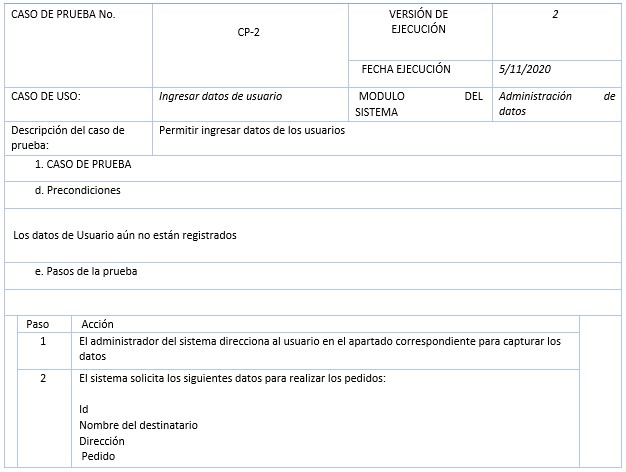 CASO DE PRUEBA No.
CP-2
VERSIÓN DE
EJECUCIÓN
2
FECHA EJECUCIÓN
5/11/2020
CASO DE USO:
Ingresar datos de usuario
MODULO DEL
SISTEMA
Administración de
datos
Descripción del caso de
prueba:
Permitir ingresar datos de los usuarios
1. CASO DE PRUEBA
d. Precondiciones
Los datos de Usuario aún no están registrados
e. Pasos de la prueba
Paso
Acción
1
El administrador del sistema direcciona al usuario en el apartado correspondiente para capturar los
datos
2
El sistema solicita los siguientes datos para realizar los pedidos:
Id
Nombre del destinatario
Dirección
Pedido